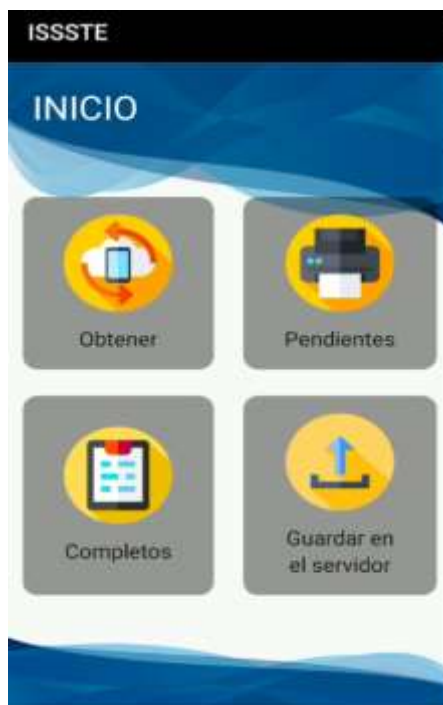 ISSSTE
INICIO
Obtener
Pendientes
Completos
Guardar en
el servidor